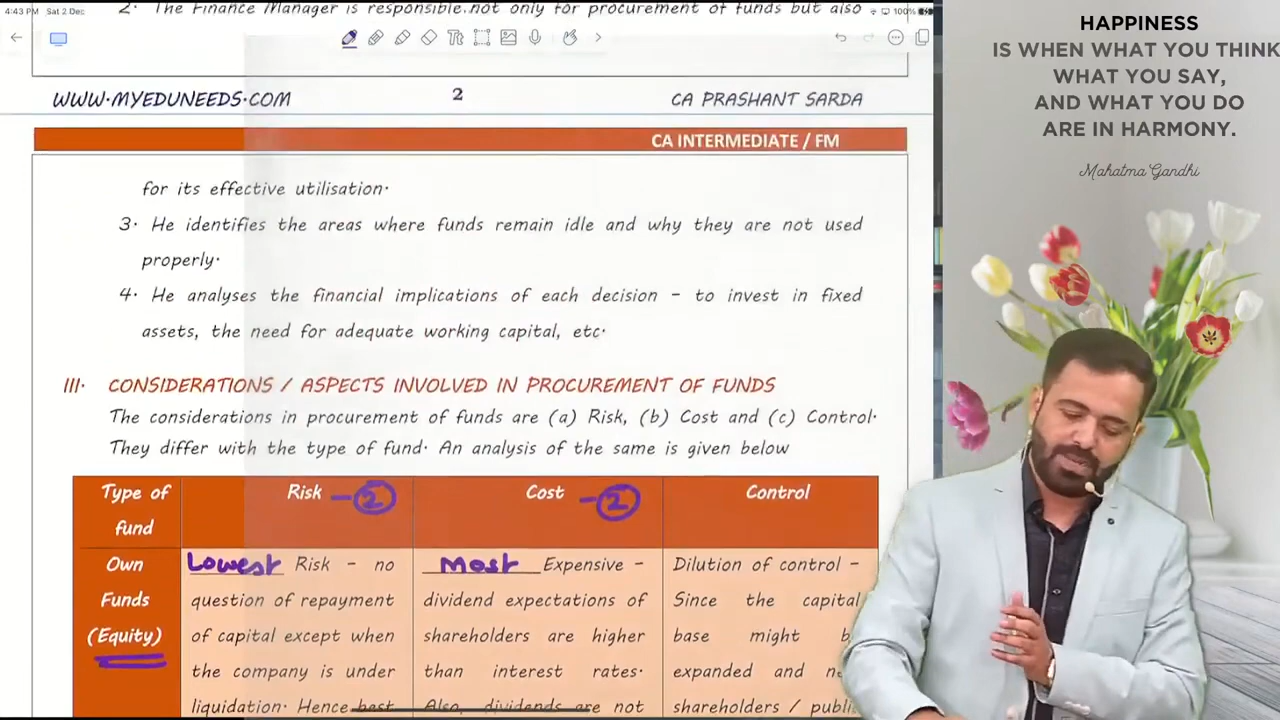 4:43 PM Sat 2 Dec
100%
2. The Finance Manager is responsible not only for procurement of funds but also
WWW.MYEDUNEEDS.COM 2 CA PRASHANT SARDA
CA INTERMEDIATE / FM
for its effective utilisation.
3. He identifies the areas where funds remain idle and why they are not used
properly.
4. He analyses the financial implications of each decision – to invest in fixed
assets, the need for adequate working capital, etc.
III. CONSIDERATIONS / ASPECTS INVOLVED IN PROCUREMENT OF FUNDS
The considerations in procurement of funds are (a) Risk, (b) Cost and (c) Control.
They differ with the type of fund. An analysis of the same is given below
Type of
fund
Risk – 2
Cost – 2
Control
Own
Funds
(Equity)
Lowest Risk – no
question of repayment
of capital except when
the company is under
liquidation. Hence best
Most Expensive –
dividend expectations of
shareholders are higher
than interest rates.
Also, dividends are not
Dilution of control –
Since the capital
base might
expanded and
shareholders /
HAPPINESS
IS WHEN WHAT YOU THINK
WHAT YOU SAY,
AND WHAT YOU DO
ARE IN HARMONY.
Mahatma Gandhi